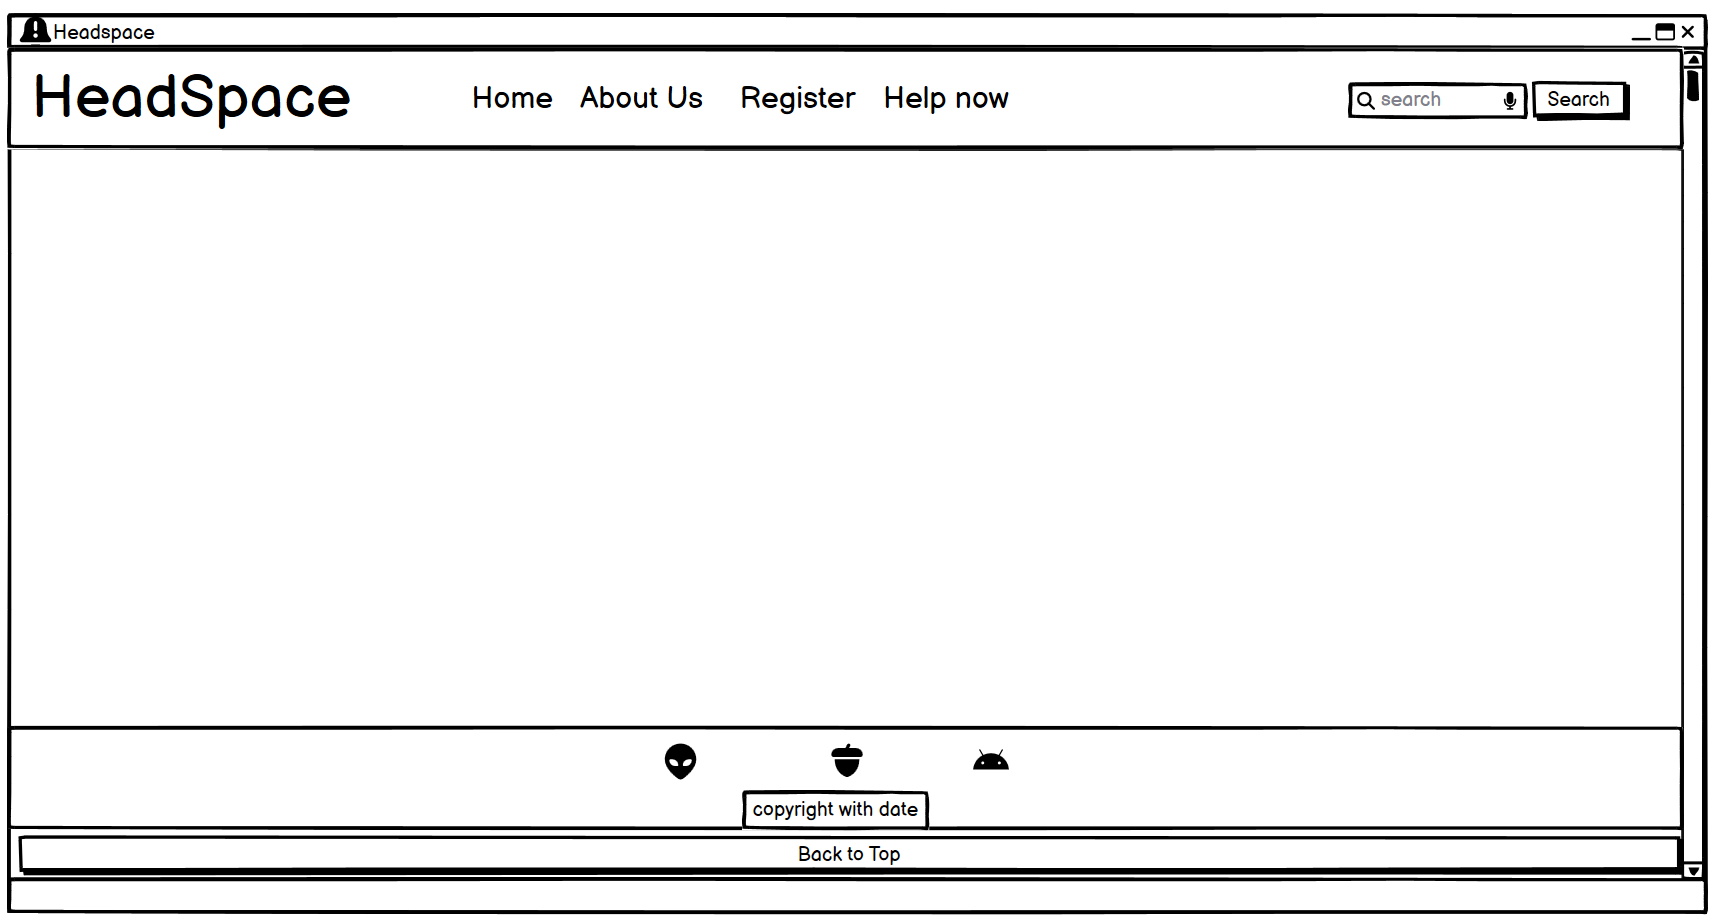 Headspace
HeadSpace Home About Us Register Help now search Search
copyright with date
Back to Top